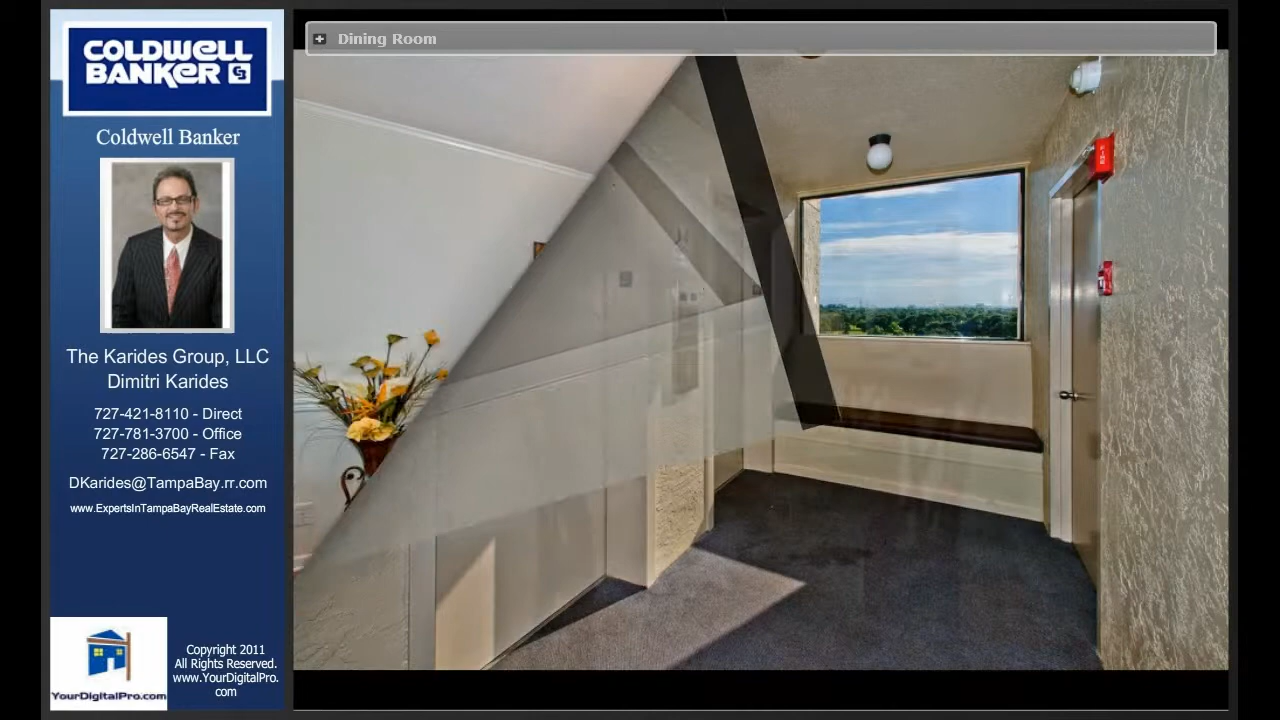 COLDWELL
BANKER CB
Coldwell Banker
The Karides Group, LLC
Dimitri Karides
727-421-8110 - Direct
727-781-3700 - Office
727-286-6547 - Fax
DKarides@TampaBay.rr.com
www.ExpertsInTampaBayRealEstate.com
YourDigitalPro.com
Copyright 2011
All Rights Reserved.
www.YourDigitalPro.
com
Dining Room
FIRE